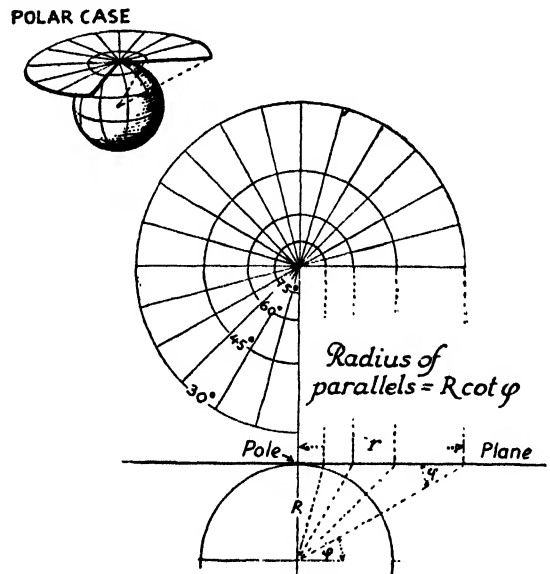 POLAR CASE
75°
60°
45°
30°
Radius of
parallels = R cot φ
Pole r Plane
φ
R
φ